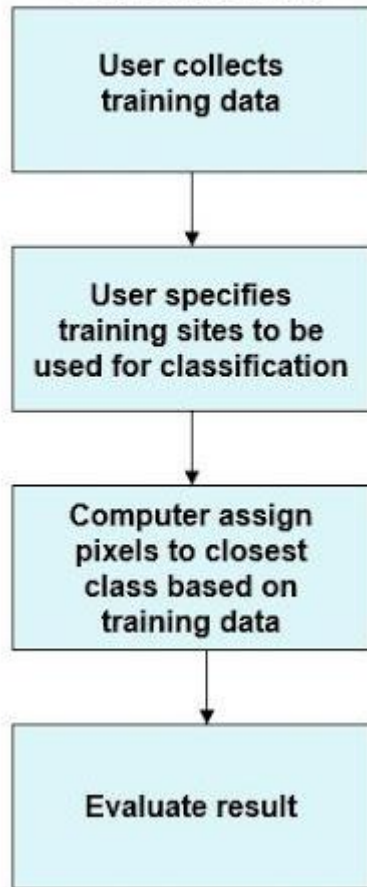 User collects
training data
User specifies
training sites to be
used for classification
Computer assign
pixels to closest
class based on
training data
Evaluate result